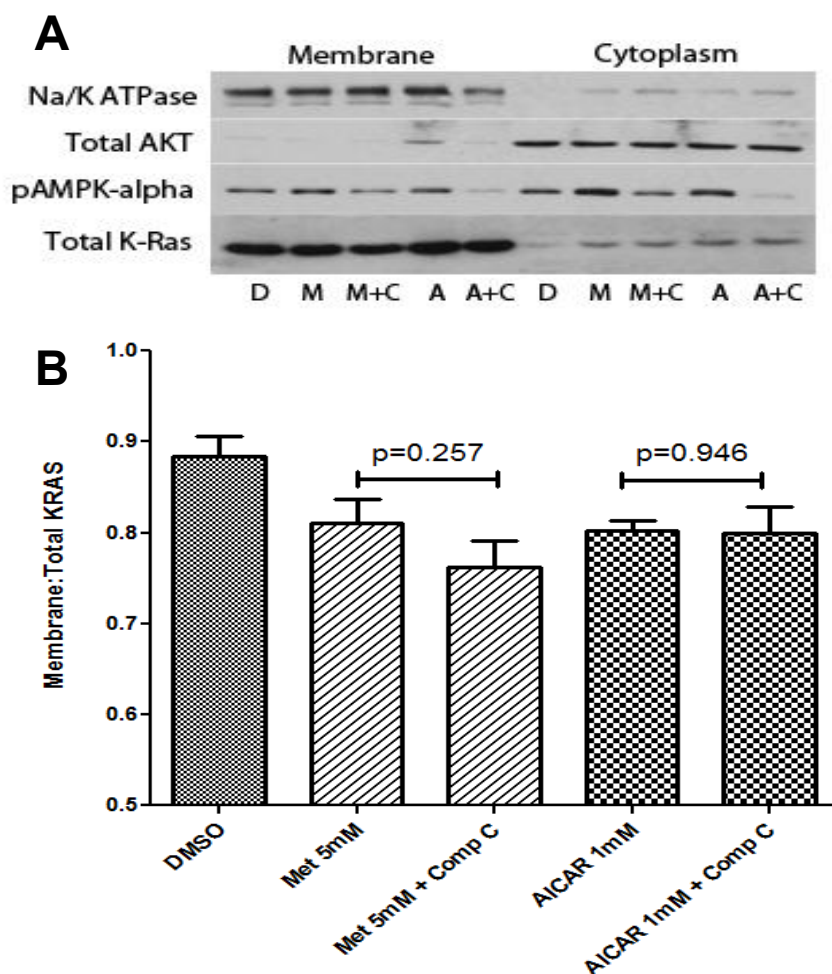 A
Membrane Cytoplasm
Na/K ATPase
Total AKT
pAMPK-alpha
Total K-Ras
D M M+C A A+C D M M+C A A+C
B
1.0
0.9
0.8
0.7
0.6
0.5
Membrane:Total KRAS
p=0.257
p=0.946
DMSO
Met 5mM
Met 5mM + Comp C
AICAR 1mM
AICAR 1mM + Comp C